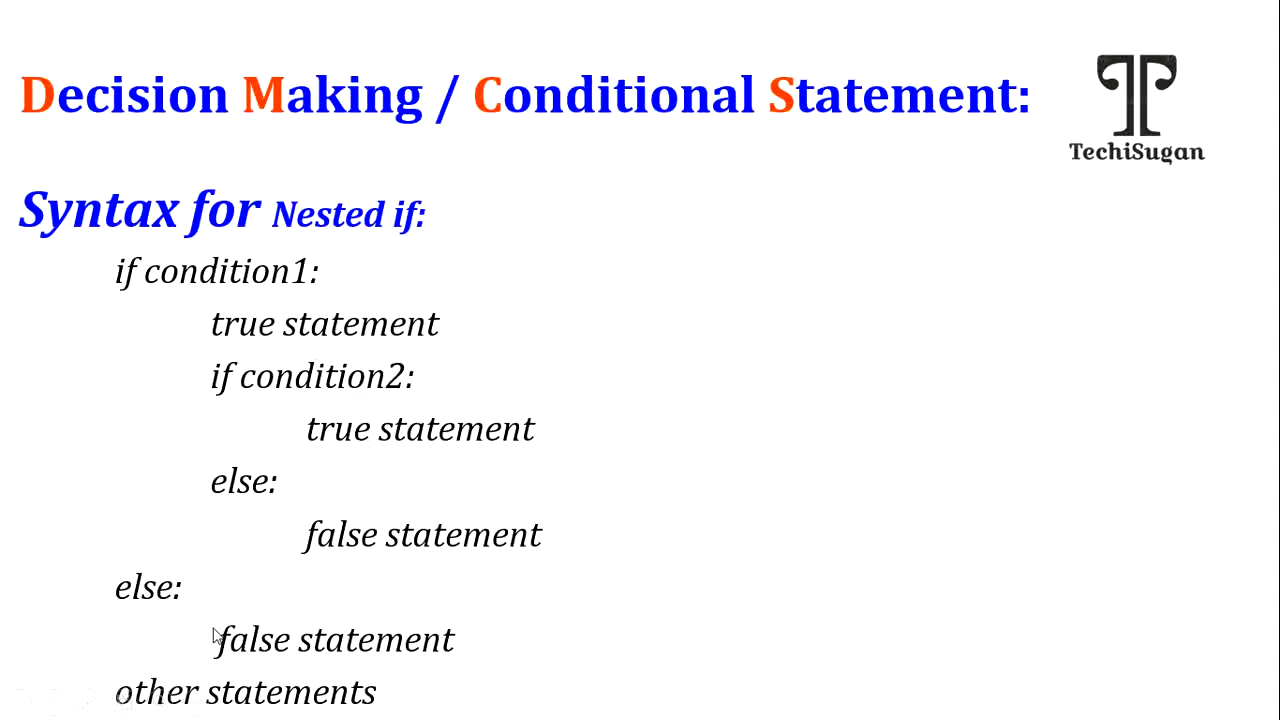 Decision Making / Conditional Statement:
TechiSugan
Syntax for Nested if:
if condition1:
true statement
if condition2:
true statement
else:
false statement
else:
false statement
other statements